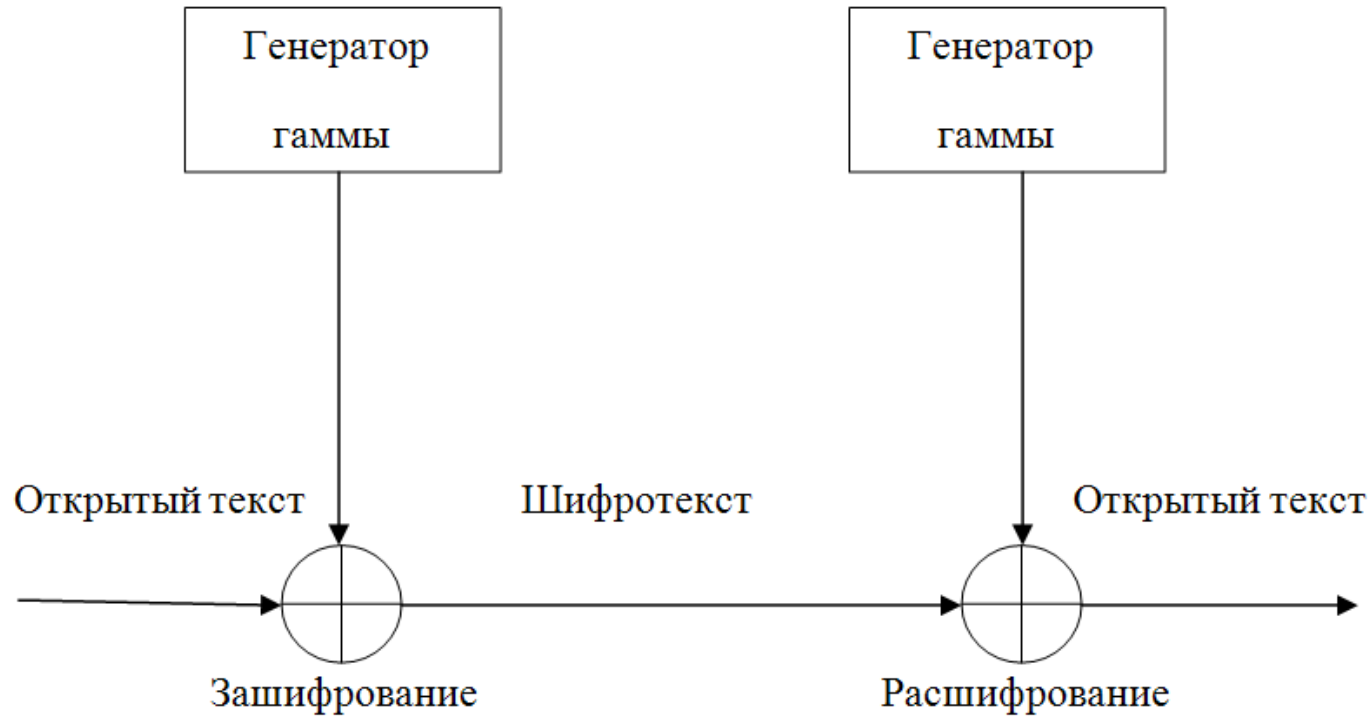 Генератор
гаммы
Генератор
гаммы
Открытый текст
Шифротекст
Открытый текст
Зашифрование
Расшифрование